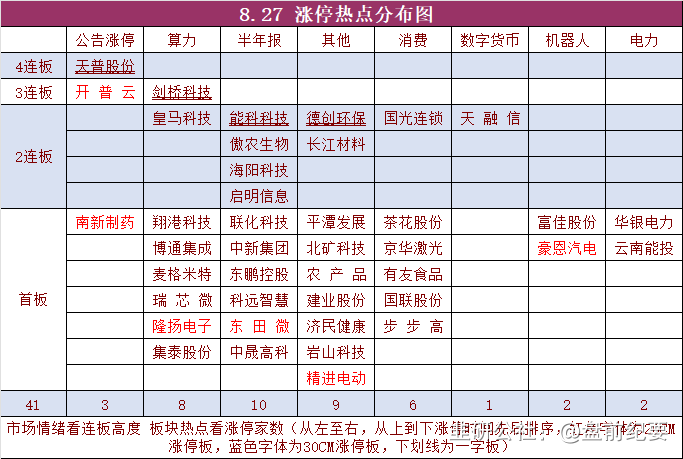 8.27 涨停热点分布图
公告涨停 算力 半年报 其他 消费 数字货币 机器人 电力
4连板 天普股份
3连板 开普云 剑桥科技
2连板 皇马科技 能科科技 德创环保 国光连锁 天融信
傲农生物 长江材料
海阳科技
启明信息
首板 南新制药 翔港科技 联化科技 平潭发展 茶花股份 富佳股份 华银电力
博通集成 中新集团 北矿科技 京华激光 豪恩汽电 云南能投
麦格米特 东鹏控股 农产品 有友食品
瑞芯微 科远智慧 建业股份 国联股份
隆扬电子 东田微 济民健康 步步高
集泰股份 中晟高科 岩山科技
精进电动
41 3 8 10 9 6 1 2 2
市场情绪看连板高度 板块热点看涨停家数（从左至右，从上到下涨停时间先后排序，红色字体为20CM
涨停板，蓝色字体为30CM涨停板，下划线为一字板）
@盘前纪要